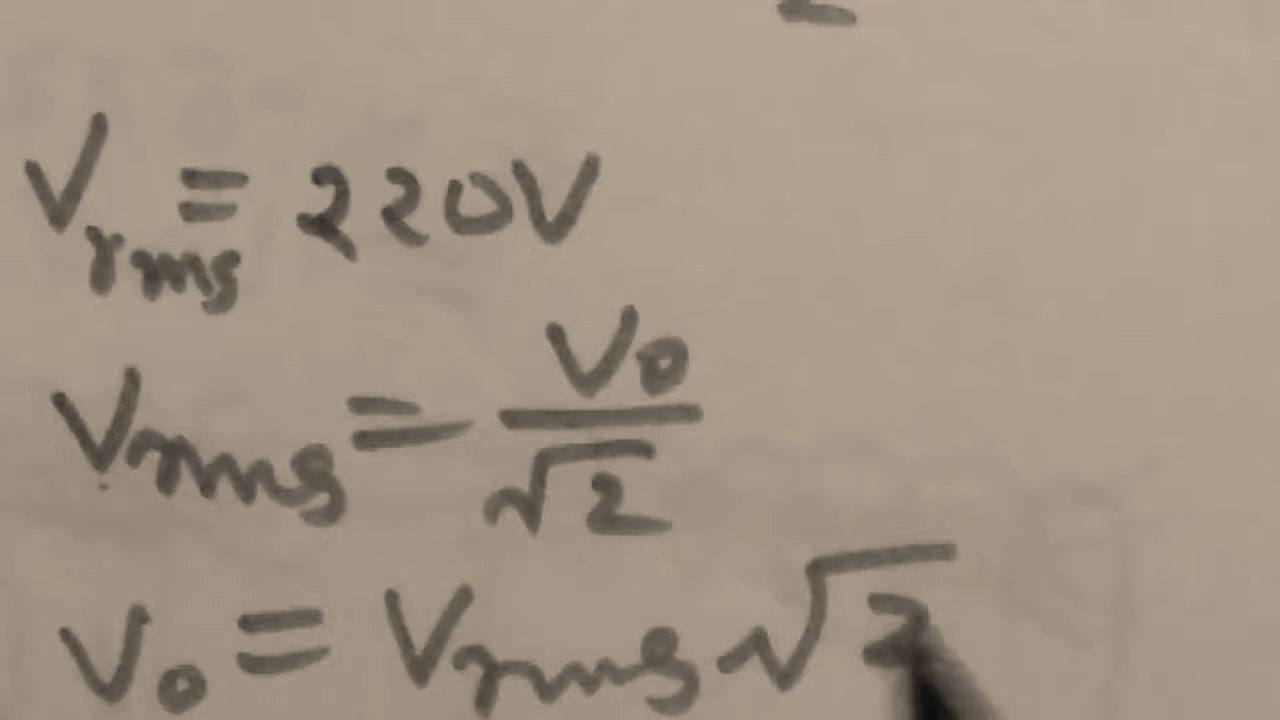 Vrms = 220V
Vrms = V0/√2
V0 = Vrms √2